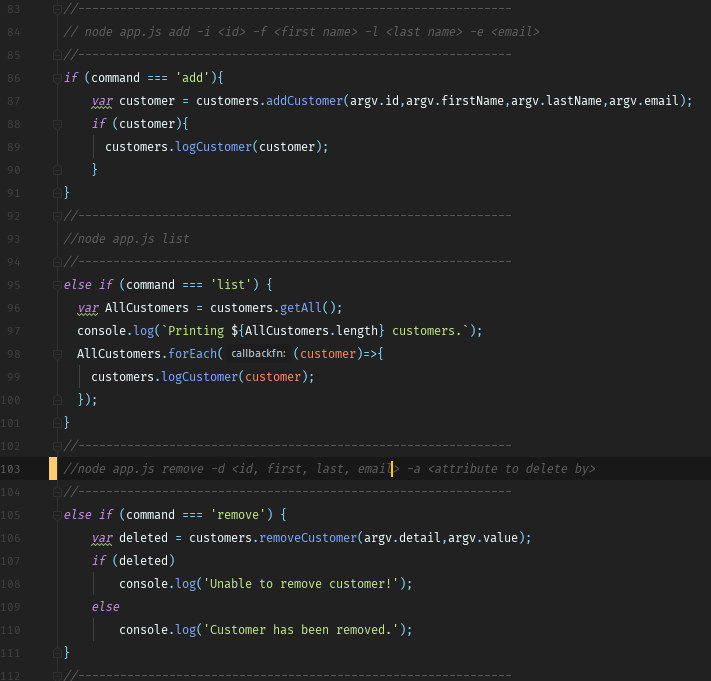 83 //--------------------------------------------------------------
84 // node app.js add -i <id> -f <first name> -l <last name> -e <email>
85 //--------------------------------------------------------------
86 if (command === 'add'){
87     var customer = customers.addCustomer(argv.id,argv.firstName,argv.lastName,argv.email);
88     if (customer){
89       customers.logCustomer(customer);
90     }
91 }
92 //--------------------------------------------------------------
93 //node app.js list
94 //--------------------------------------------------------------
95 else if (command === 'list') {
96   var AllCustomers = customers.getAll();
97   console.log(`Printing ${AllCustomers.length} customers.`);
98   AllCustomers.forEach( callbackfn: (customer)=>{
99     customers.logCustomer(customer);
100   });
101 }
102 //--------------------------------------------------------------
103 //node app.js remove -d <id, first, last, email> -a <attribute to delete by>
104 //--------------------------------------------------------------
105 else if (command === 'remove') {
106     var deleted = customers.removeCustomer(argv.detail,argv.value);
107     if (deleted)
108         console.log('Unable to remove customer!');
109     else
110         console.log('Customer has been removed.');
111 }
112 //--------------------------------------------------------------